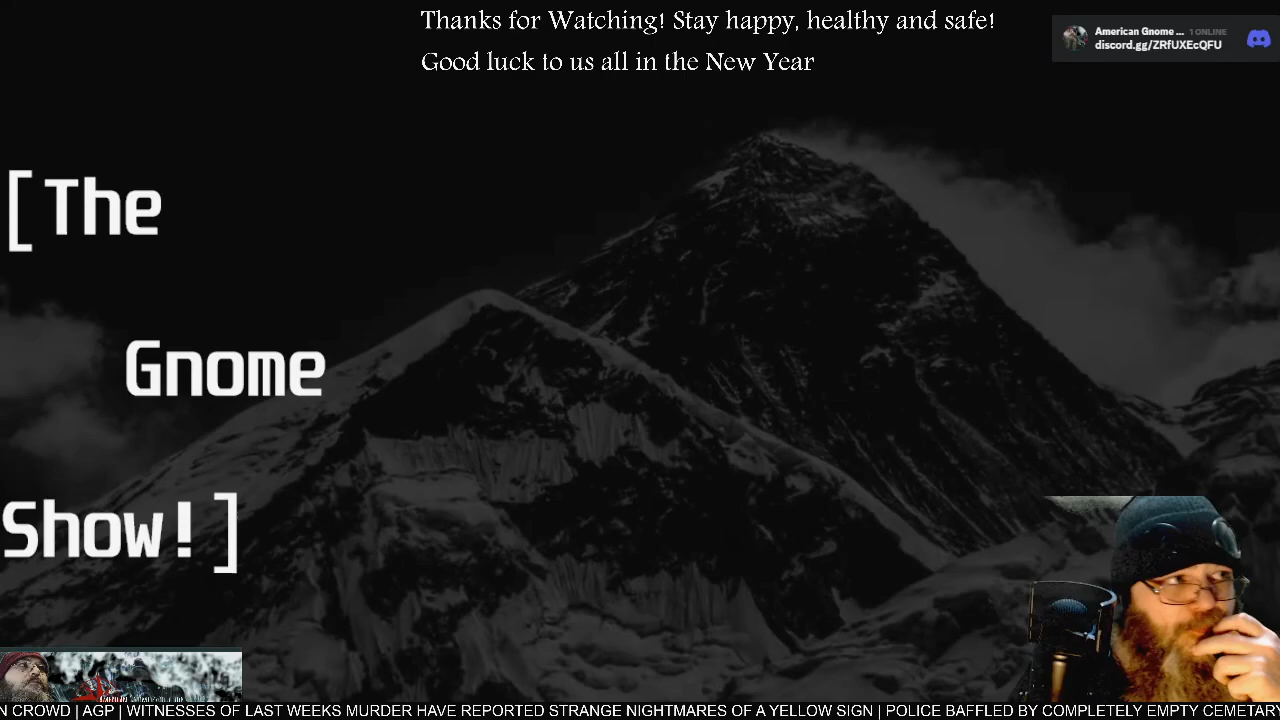 Thanks for Watching! Stay happy, healthy and safe!
Good luck to us all in the New Year
American Gnome ... 1 ONLINE
discord.gg/ZRfUXEcQFU
[The
Gnome
Show!]
N CROWD | AGP | WITNESSES OF LAST WEEKS MURDER HAVE REPORTED STRANGE NIGHTMARES OF A YELLOW SIGN | POLICE BAFFLED BY COMPLETELY EMPTY CEMETARY